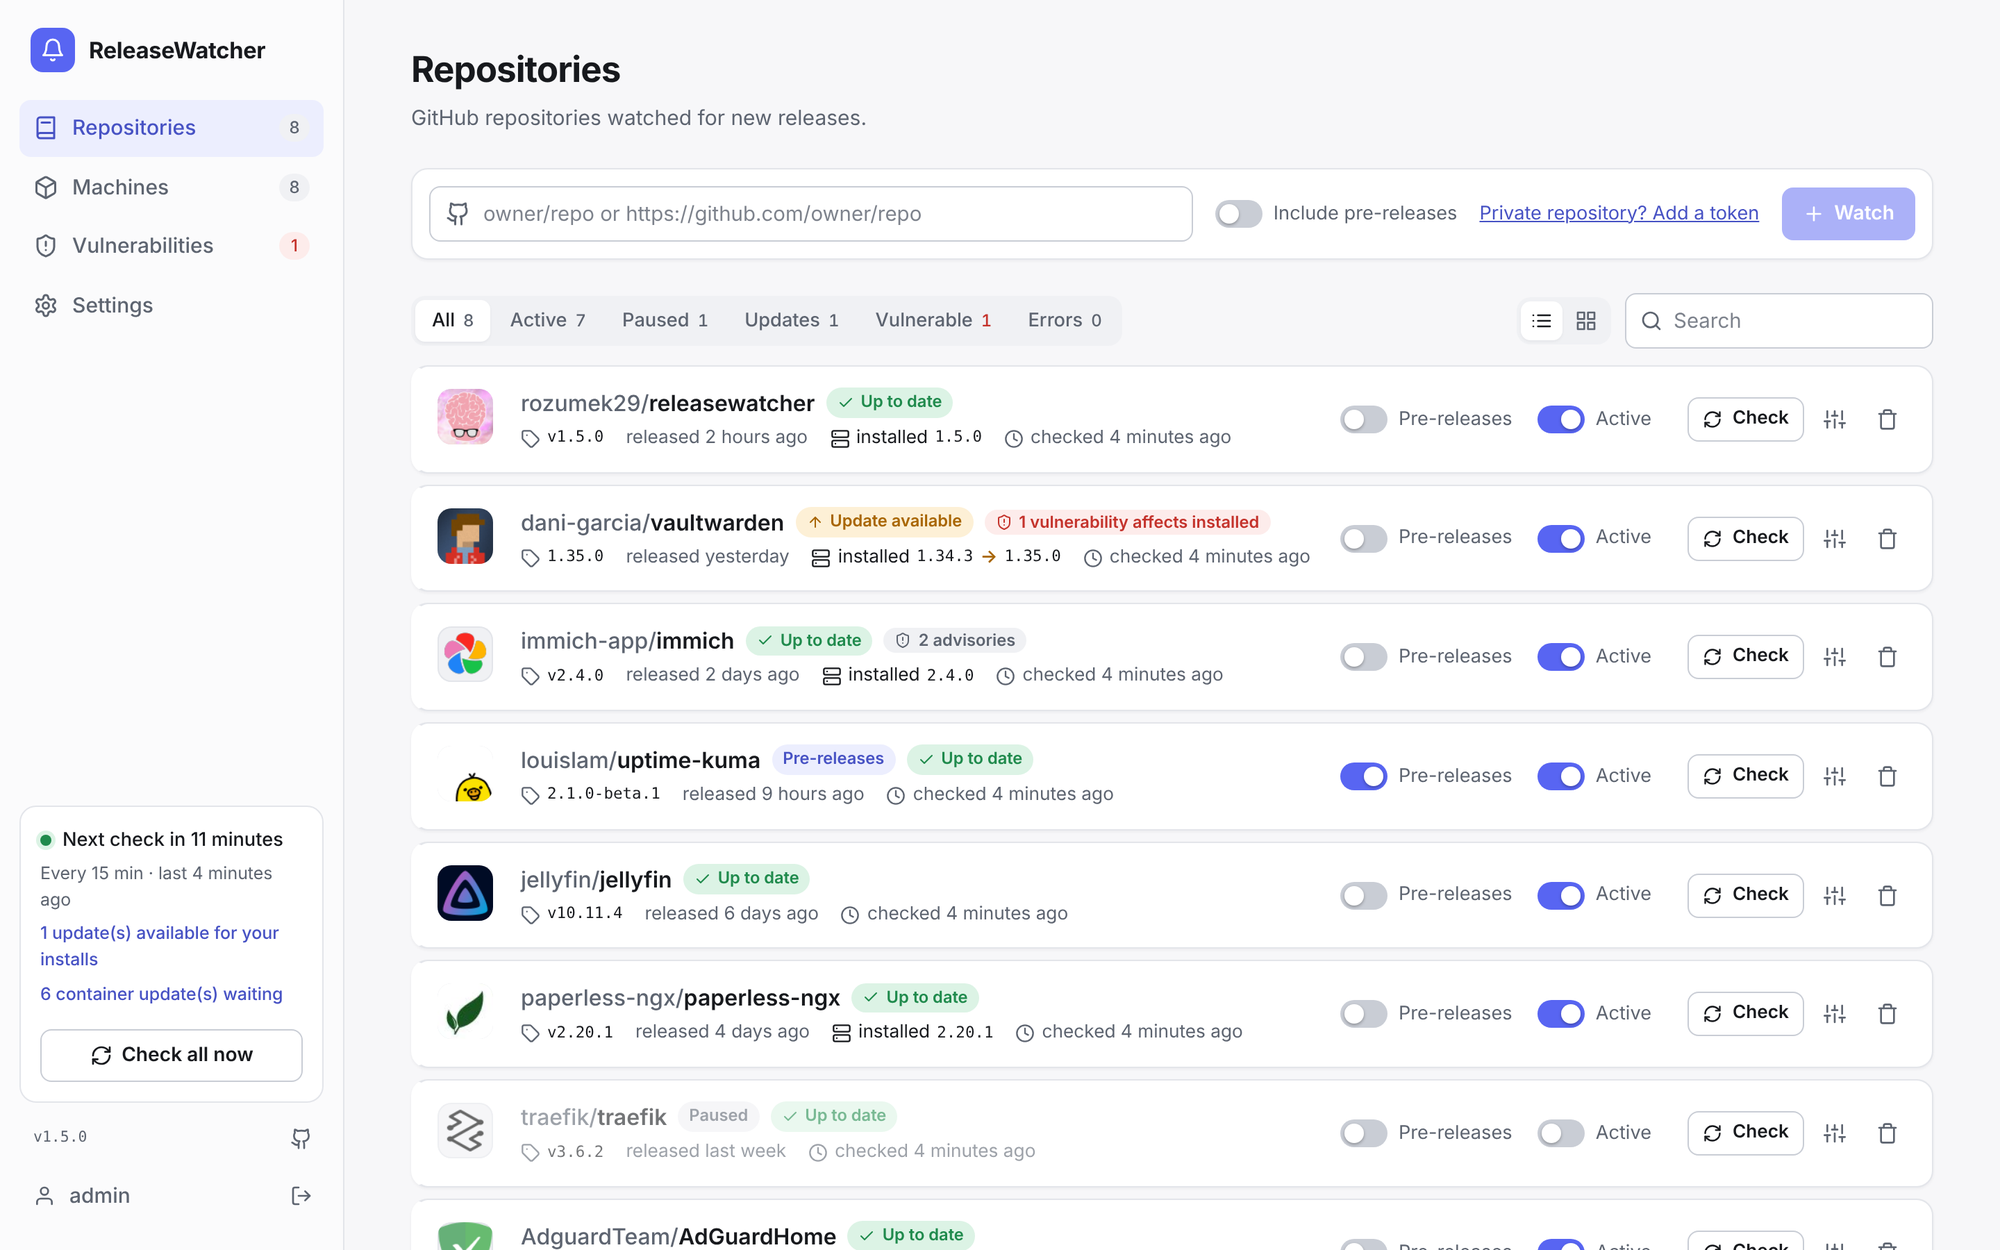 ReleaseWatcher
Repositories 8
Machines 8
Vulnerabilities 1
Settings
Next check in 11 minutes
Every 15 min · last 4 minutes
ago
1 update(s) available for your
installs
6 container update(s) waiting
Check all now
v1.5.0
admin
Repositories
GitHub repositories watched for new releases.
owner/repo or https://github.com/owner/repo
Include pre-releases
Private repository? Add a token
Watch
All 8 Active 7 Paused 1 Updates 1 Vulnerable 1 Errors 0
Search
rozumek29/releasewatcher Up to date
v1.5.0 released 2 hours ago installed 1.5.0 checked 4 minutes ago
Pre-releases Active Check
dani-garcia/vaultwarden Update available 1 vulnerability affects installed
1.35.0 released yesterday installed 1.34.3 → 1.35.0 checked 4 minutes ago
Pre-releases Active Check
immich-app/immich Up to date 2 advisories
v2.4.0 released 2 days ago installed 2.4.0 checked 4 minutes ago
Pre-releases Active Check
louislam/uptime-kuma Pre-releases Up to date
2.1.0-beta.1 released 9 hours ago checked 4 minutes ago
Pre-releases Active Check
jellyfin/jellyfin Up to date
v10.11.4 released 6 days ago checked 4 minutes ago
Pre-releases Active Check
paperless-ngx/paperless-ngx Up to date
v2.20.1 released 4 days ago installed 2.20.1 checked 4 minutes ago
Pre-releases Active Check
traefik/traefik Paused Up to date
v3.6.2 released last week checked 4 minutes ago
Pre-releases Active Check
AdguardTeam/AdGuardHome Up to date
Pre-releases Active Check